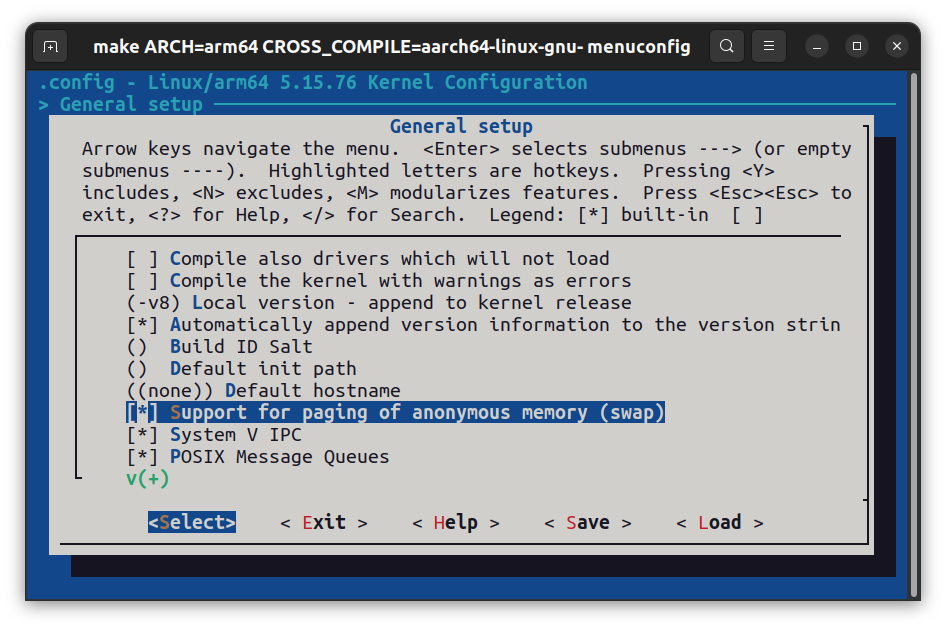 make ARCH=arm64 CROSS_COMPILE=aarch64-linux-gnu- menuconfig
.config - Linux/arm64 5.15.76 Kernel Configuration
> General setup
General setup
Arrow keys navigate the menu.  <Enter> selects submenus ---> (or empty
submenus ----).  Highlighted letters are hotkeys.  Pressing <Y>
includes, <N> excludes, <M> modularizes features.  Press <Esc><Esc> to
exit, <?> for Help, </> for Search.  Legend: [*] built-in  [ ]
[ ] Compile also drivers which will not load
[ ] Compile the kernel with warnings as errors
(-v8) Local version - append to kernel release
[*] Automatically append version information to the version strin
()  Build ID Salt
()  Default init path
((none)) Default hostname
[*] Support for paging of anonymous memory (swap)
[*] System V IPC
[*] POSIX Message Queues
v(+)
<Select>    < Exit >    < Help >    < Save >    < Load >